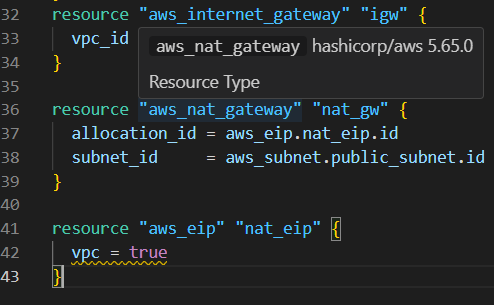 32 resource "aws_internet_gateway" "igw" {
33 vpc_id
aws_nat_gateway hashicorp/aws 5.65.0
34 }
Resource Type
35
36 resource "aws_nat_gateway" "nat_gw" {
37 allocation_id = aws_eip.nat_eip.id
38 subnet_id     = aws_subnet.public_subnet.id
39 }
40
41 resource "aws_eip" "nat_eip" {
42 vpc = true
43 }